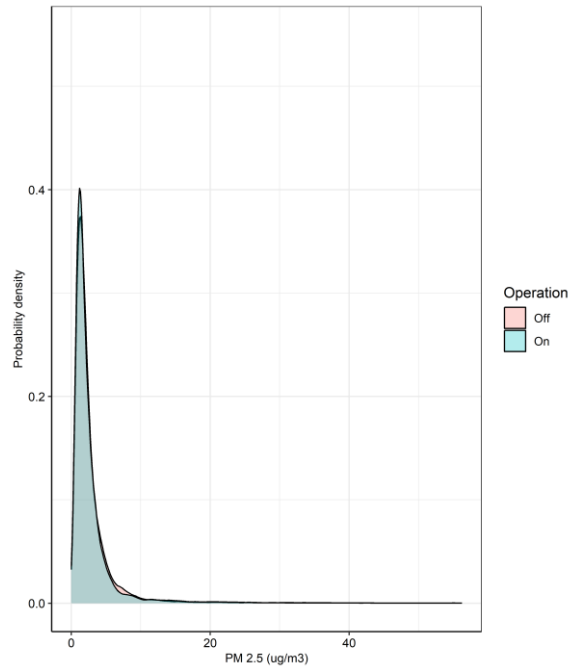 Probability density
0.4
0.2
0.0
0
20
40
PM 2.5 (ug/m3)
Operation
Off
On